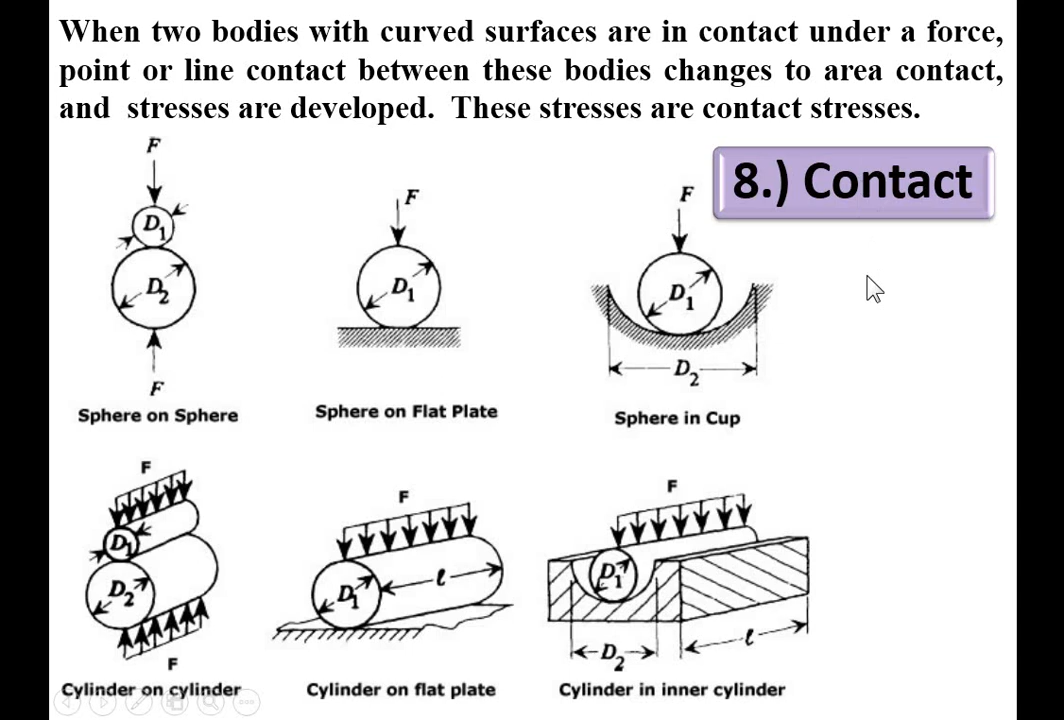 When two bodies with curved surfaces are in contact under a force,
point or line contact between these bodies changes to area contact,
and stresses are developed. These stresses are contact stresses.
8.) Contact
F
D1
D2
F
Sphere on Sphere
F
D1
Sphere on Flat Plate
F
D1
D2
Sphere in Cup
F
D1
D2
F
Cylinder on cylinder
F
D1
ℓ
Cylinder on flat plate
F
D1
D2
ℓ
Cylinder in inner cylinder